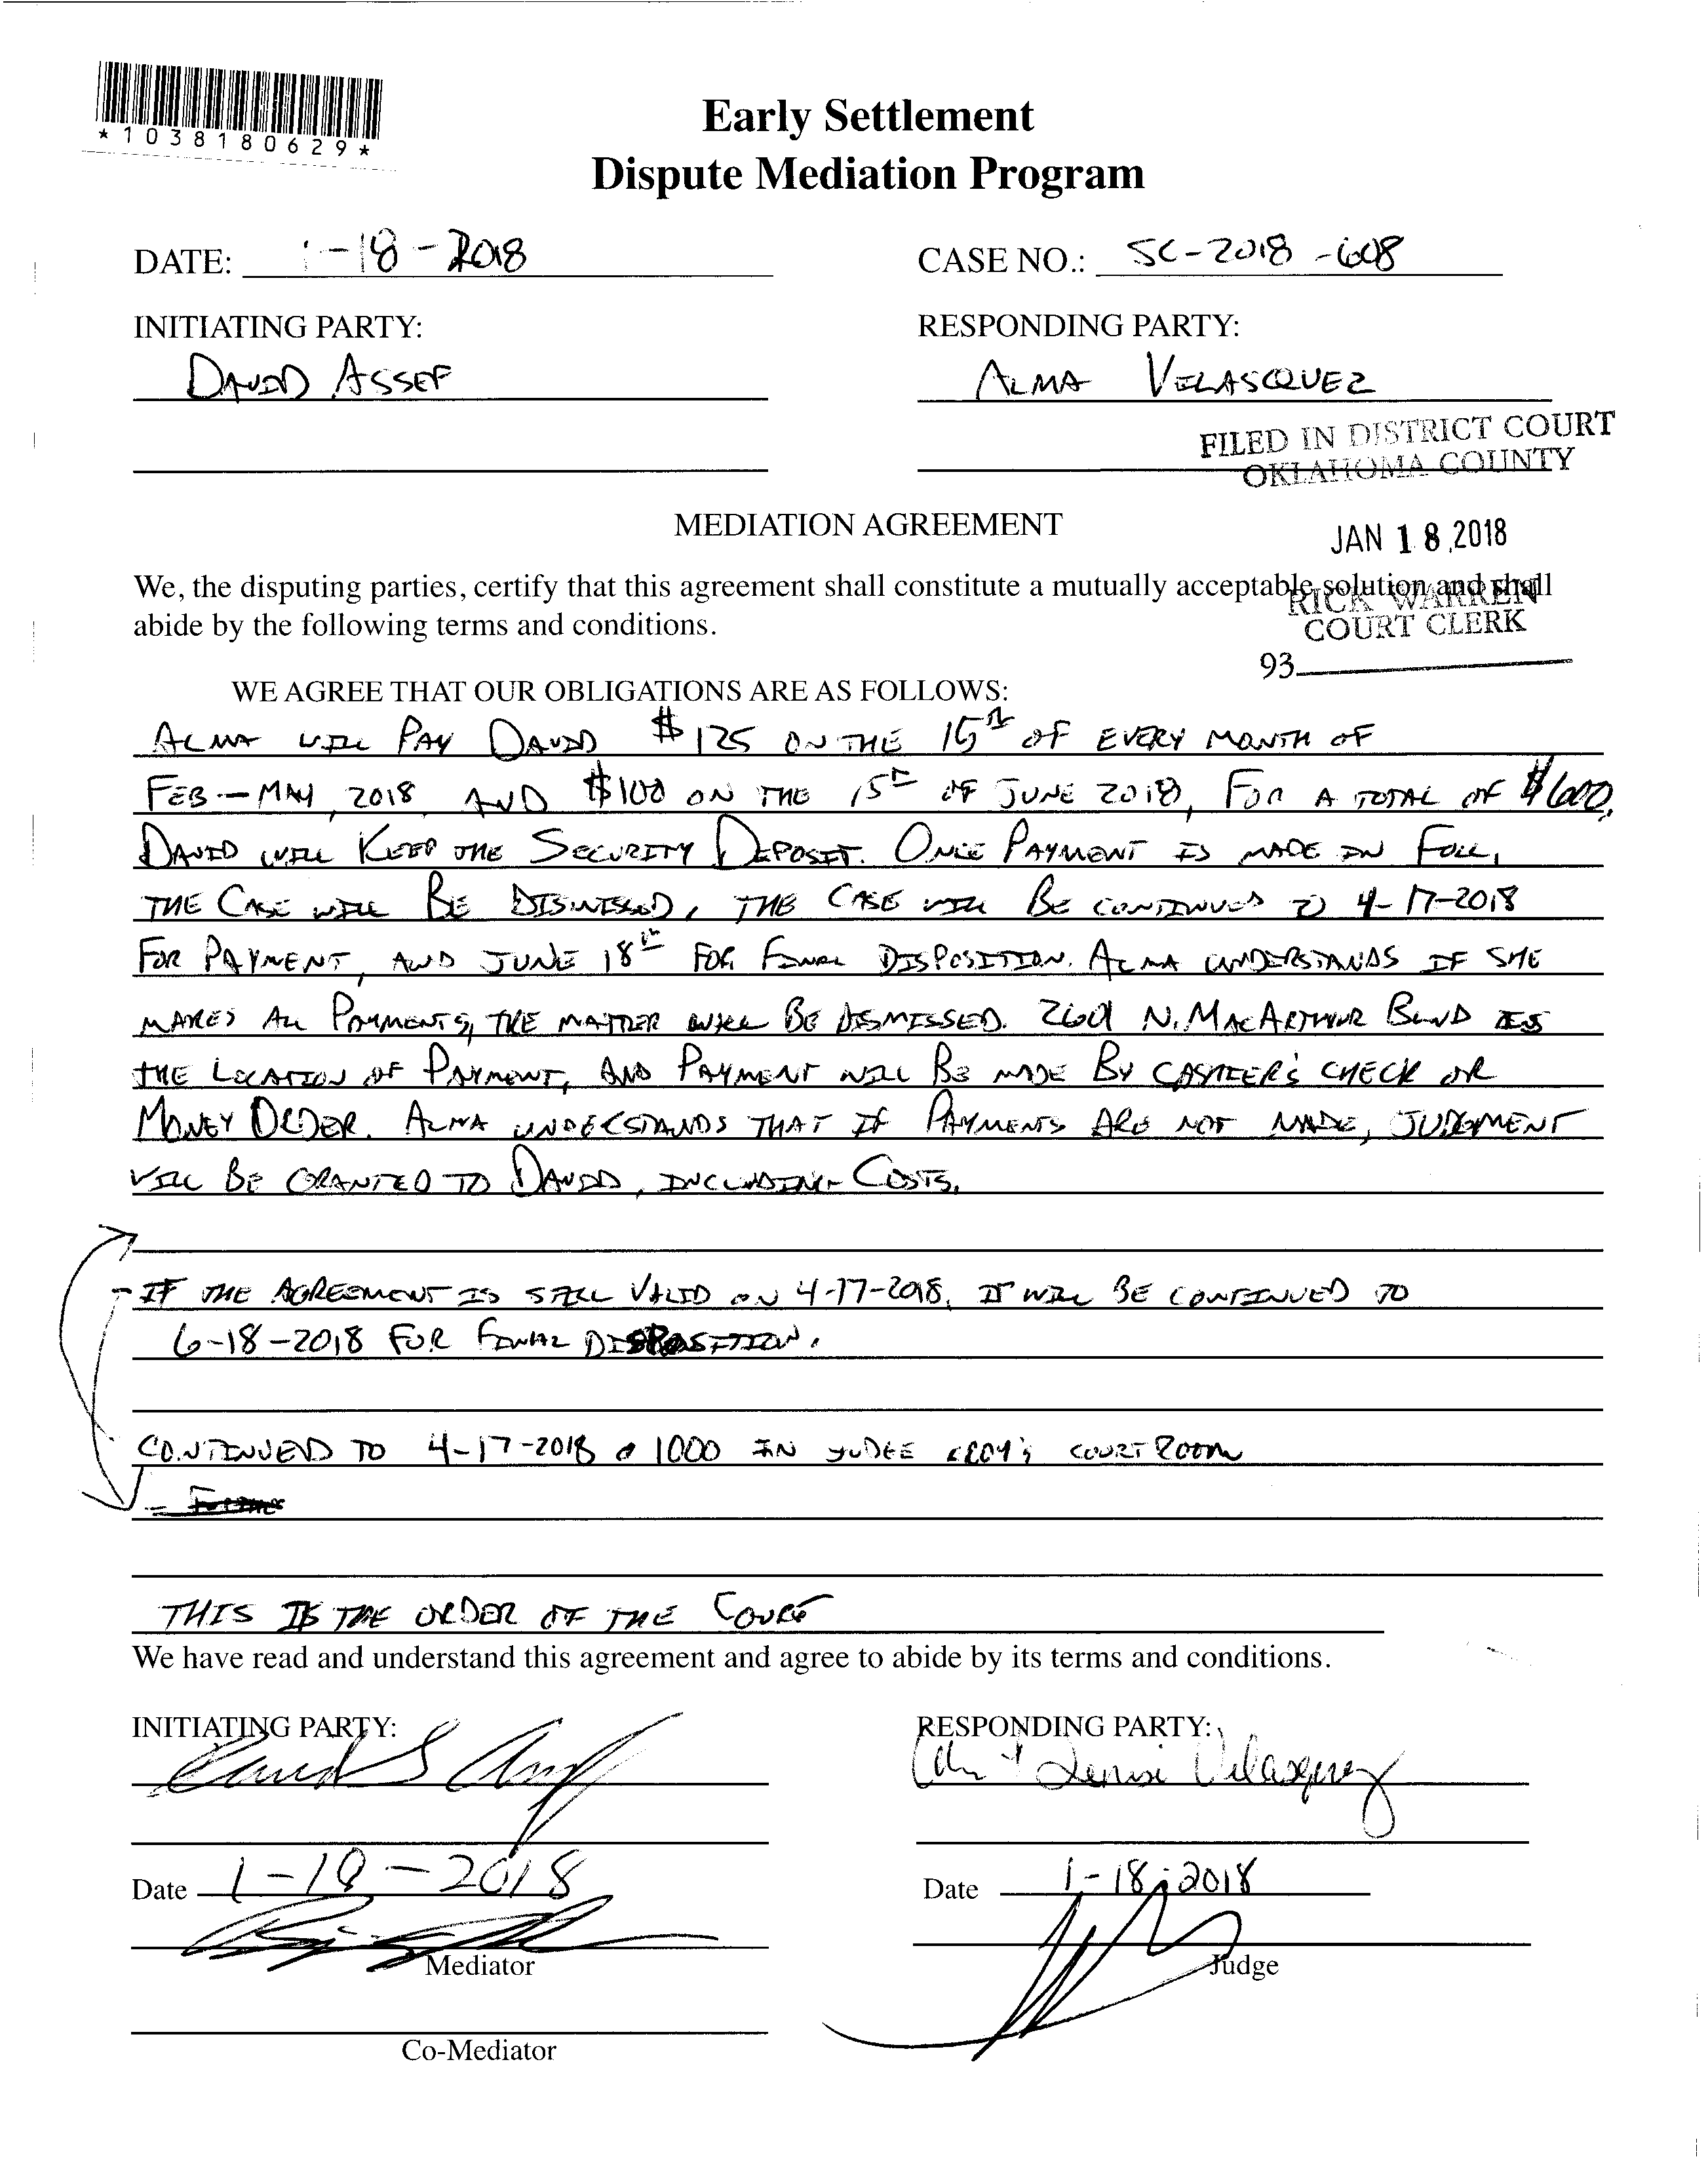 *1038180629*
Early Settlement
Dispute Mediation Program
DATE: 1-18-2018 CASE NO.: SC-2018-608
INITIATING PARTY: RESPONDING PARTY:
DAVID ASSEF ALMA VELASCQUEZ
FILED IN DISTRICT COURT
OKLAHOMA COUNTY
MEDIATION AGREEMENT
JAN 18 2018
We, the disputing parties, certify that this agreement shall constitute a mutually acceptable solution and shall
RICK WARREN
abide by the following terms and conditions.
COURT CLERK
93
WE AGREE THAT OUR OBLIGATIONS ARE AS FOLLOWS:
ALMA WILL PAY DAVID $125 ON THE 15th OF EVERY MONTH OF
FEB - MAY, 2018 AND $100 ON THE 15th OF JUNE 2018, FOR A TOTAL OF $600.
DAVID WILL KEEP THE SECURITY DEPOSIT. ONCE PAYMENT IS MADE IN FULL,
THE CASE WILL BE DISMISSED, THE CASE WILL BE CONTINUED TO 4-17-2018
FOR PAYMENT, AND JUNE 18th FOR FINAL DISPOSITION. ALMA UNDERSTANDS IF SHE
MAKES ALL PAYMENTS, THE MATTER WILL BE DISMISSED. 2601 N. MACARTHUR BLVD IS
THE LOCATION OF PAYMENT, AND PAYMENT WILL BE MADE BY CASHIER'S CHECK OR
MONEY ORDER. ALMA UNDERSTANDS THAT IF PAYMENTS ARE NOT MADE, JUDGMENT
WILL BE GRANTED TO DAVID, INCLUDING COSTS.
- IF THE AGREEMENT IS STILL VALID ON 4-17-2018, IT WILL BE CONTINUED TO
6-18-2018 FOR FINAL DISPOSITION.
CONTINUED TO 4-17-2018 @ 1000 IN JUDGE COURT ROOM
THIS IS THE ORDER OF THE COURT
We have read and understand this agreement and agree to abide by its terms and conditions.
INITIATING PARTY: RESPONDING PARTY:
David S Denise Velasquez
Date 1-18-2018 Date 1-18-2018
Mediator Judge
Co-Mediator